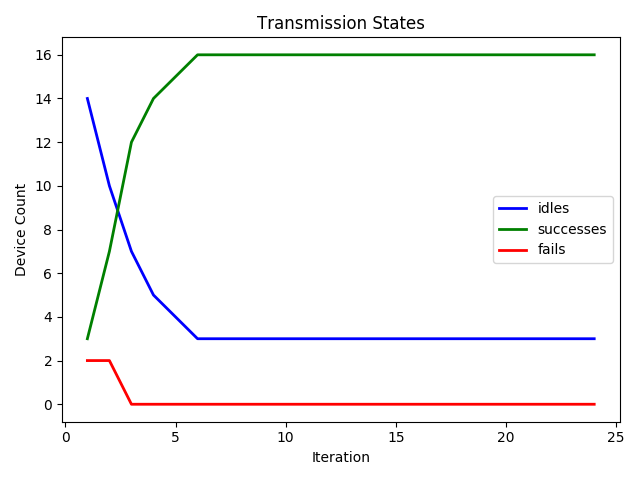 Transmission States
Device Count
16
14
12
10
8
6
4
2
0
idles
successes
fails
0 5 10 15 20 25
Iteration